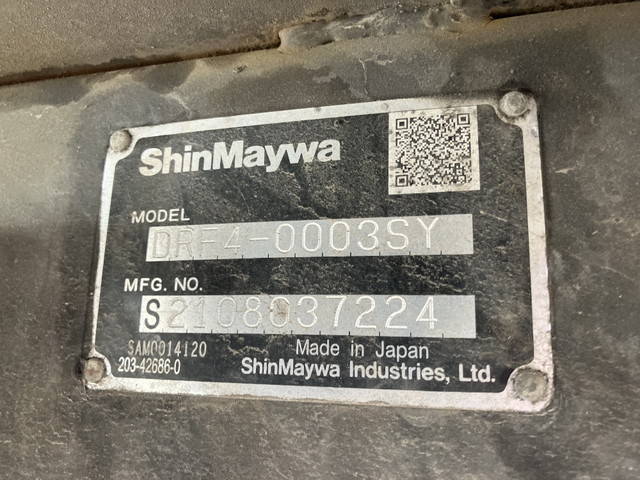 ShinMaywa
MODEL
DRF4-0003SY
MFG. NO.
S2108037224
SAM0014120
Made in Japan
203-42686-0
ShinMaywa Industries, Ltd.